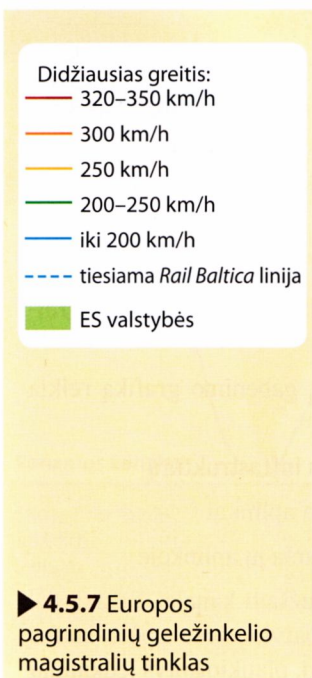 Didžiausias greitis:
320–350 km/h
300 km/h
250 km/h
200–250 km/h
iki 200 km/h
tiesiama Rail Baltica linija
ES valstybės
▶ 4.5.7 Europos
pagrindinių geležinkelio
magistralių tinklas